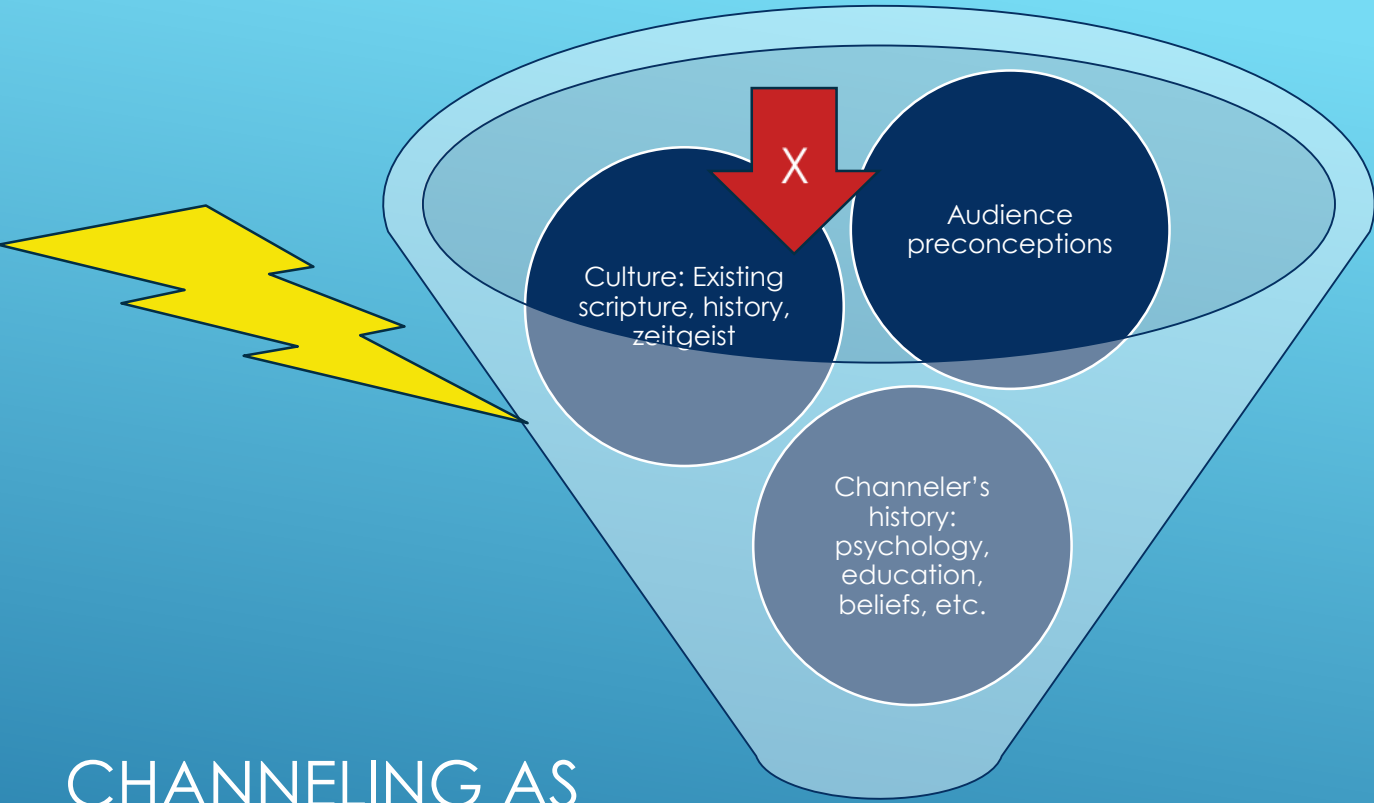 X
Audience
preconceptions
Culture: Existing
scripture, history,
zeitgeist
Channeler’s
history:
psychology,
education,
beliefs, etc.
CHANNELING AS